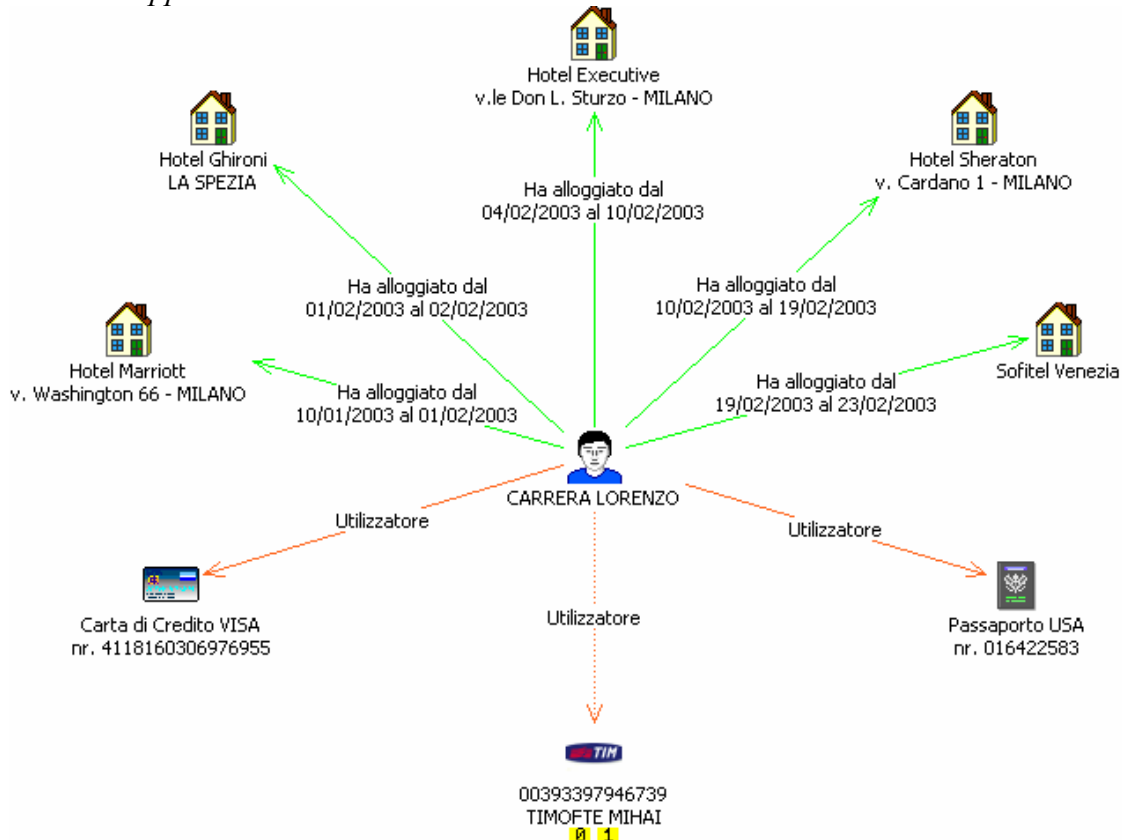 Hotel Executive
v.le Don L. Sturzo - MILANO
Hotel Ghironi
LA SPEZIA
Hotel Sheraton
v. Cardano 1 - MILANO
Ha alloggiato dal
04/02/2003 al 10/02/2003
Ha alloggiato dal
01/02/2003 al 02/02/2003
Ha alloggiato dal
10/02/2003 al 19/02/2003
Hotel Marriott
v. Washington 66 - MILANO
Sofitel Venezia
Ha alloggiato dal
10/01/2003 al 01/02/2003
Ha alloggiato dal
19/02/2003 al 23/02/2003
CARRERA LORENZO
Utilizzatore
Utilizzatore
Carta di Credito VISA
nr. 4118160306976955
Utilizzatore
Passaporto USA
nr. 016422583
TIM
00393397946739
TIMOFTE MIHAI
0 1